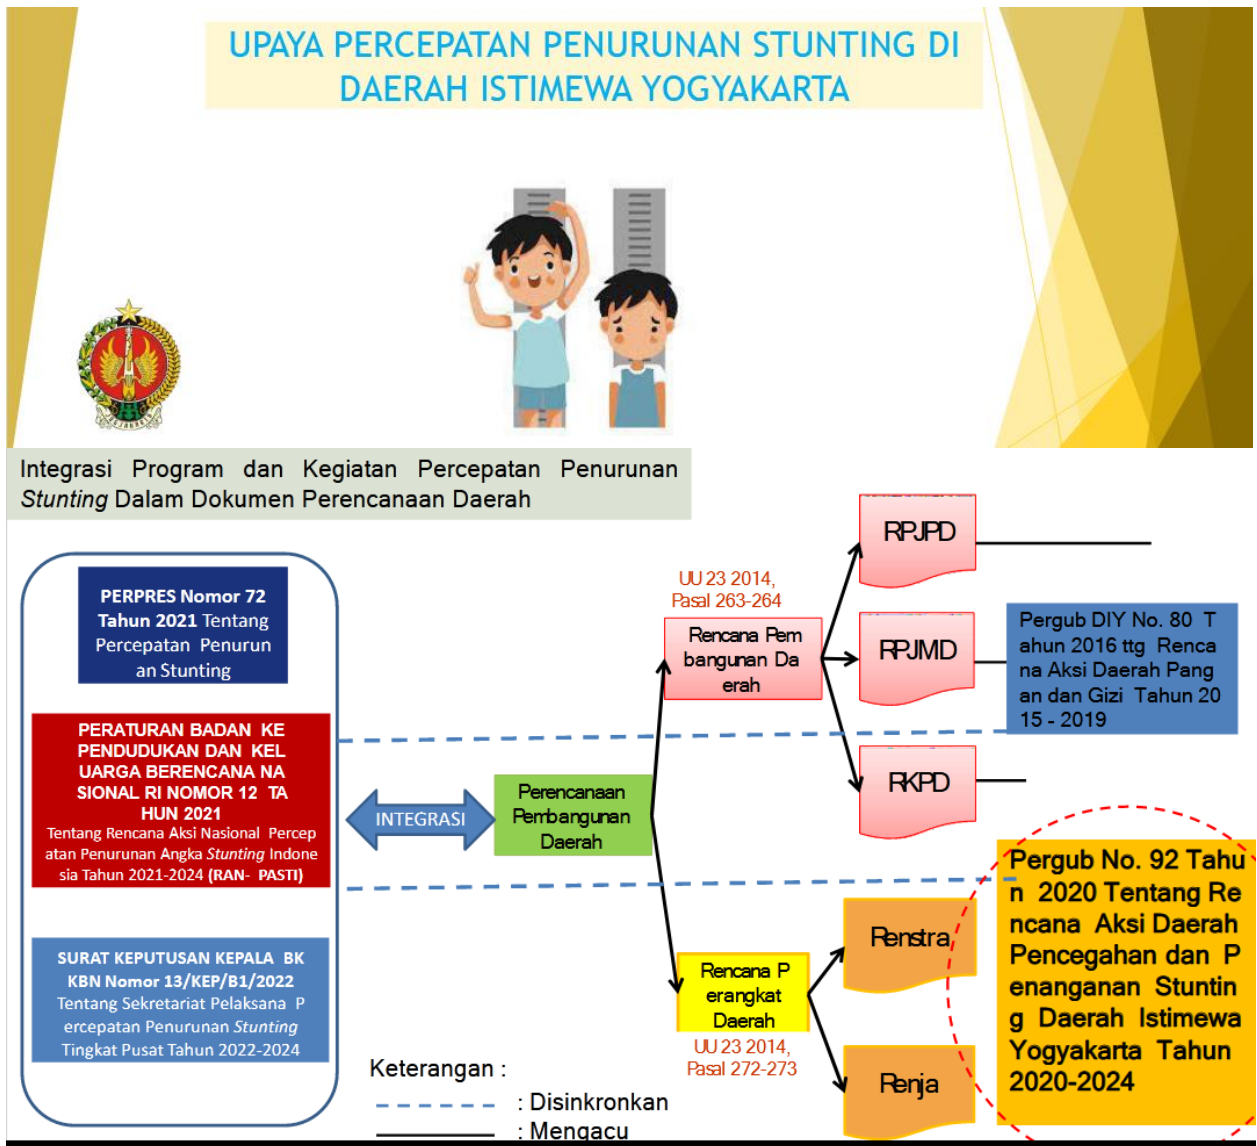 UPAYA PERCEPATAN PENURUNAN STUNTING DI
DAERAH ISTIMEWA YOGYAKARTA
Integrasi Program dan Kegiatan Percepatan Penurunan
Stunting Dalam Dokumen Perencanaan Daerah
PERPRES Nomor 72
Tahun 2021 Tentang
Percepatan Penurun
an Stunting
PERATURAN BADAN KE
PENDUDUKAN DAN KEL
UARGA BERENCANA NA
SIONAL RI NOMOR 12 TA
HUN 2021
Tentang Rencana Aksi Nasional Percep
atan Penurunan Angka Stunting Indone
sia Tahun 2021-2024 (RAN- PASTI)
SURAT KEPUTUSAN KEPALA BK
KBN Nomor 13/KEP/B1/2022
Tentang Sekretariat Pelaksana P
ercepatan Penurunan Stunting
Tingkat Pusat Tahun 2022-2024
INTEGRASI
Perencanaan
Pembangunan
Daerah
UU 23 2014,
Pasal 263-264
Rencana Pem
bangunan Da
erah
RPJPD
RPJMD
RKPD
Pergub DIY No. 80 T
ahun 2016 ttg Renca
na Aksi Daerah Pang
an dan Gizi Tahun 20
15 - 2019
Rencana P
erangkat
Daerah
UU 23 2014,
Pasal 272-273
Renstra
Renja
Pergub No. 92 Tahu
n 2020 Tentang Re
ncana Aksi Daerah
Pencegahan dan P
enanganan Stuntin
g Daerah Istimewa
Yogyakarta Tahun
2020-2024
Keterangan :
: Disinkronkan
: Mengacu